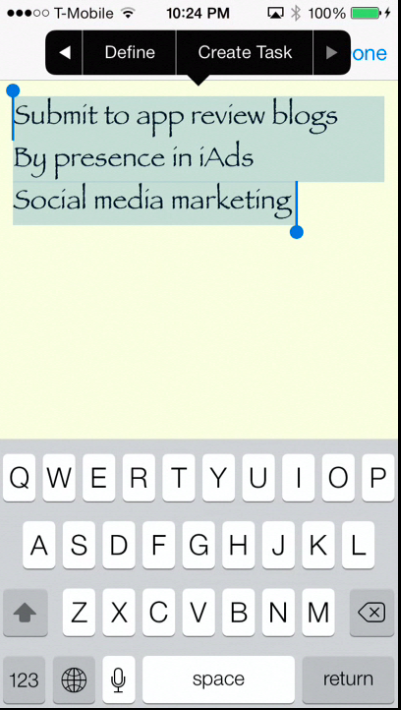 T-Mobile 10:24 PM 100%
Define Create Task one
Submit to app review blogs
By presence in iAds
Social media marketing
Q W E R T Y U I O P
A S D F G H J K L
Z X C V B N M
123 space return